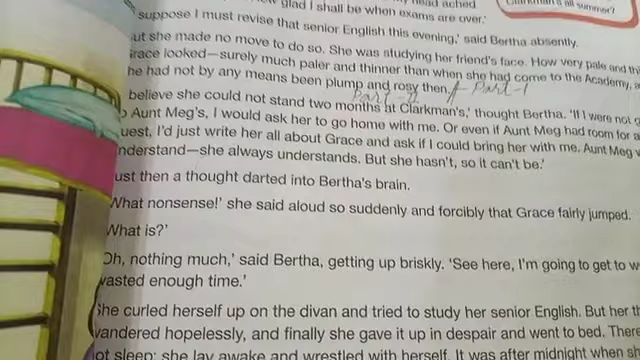 glad I shall be when exams are over.'
head ached
Clarkman's all summer?
suppose I must revise that senior English this evening,' said Bertha absently.
ut she made no move to do so. She was studying her friend's face. How very pale and thi
race looked—surely much paler and thinner than when she had come to the Academy, a
he had not by any means been plump and rosy then.
Part-1
believe she could not stand two months at Clarkman's,' thought Bertha. 'If I were not g
o Aunt Meg's, I would ask her to go home with me. Or even if Aunt Meg had room for a
uest, I'd just write her all about Grace and ask if I could bring her with me. Aunt Meg w
nderstand—she always understands. But she hasn't, so it can't be.'
ust then a thought darted into Bertha's brain.
What nonsense!' she said aloud so suddenly and forcibly that Grace fairly jumped.
What is?'
Oh, nothing much,' said Bertha, getting up briskly. 'See here, I'm going to get to w
wasted enough time.'
She curled herself up on the divan and tried to study her senior English. But her th
wandered hopelessly, and finally she gave it up in despair and went to bed. There
ot sleep; she lay awake and wrestled with herself. It was after midnight when sh